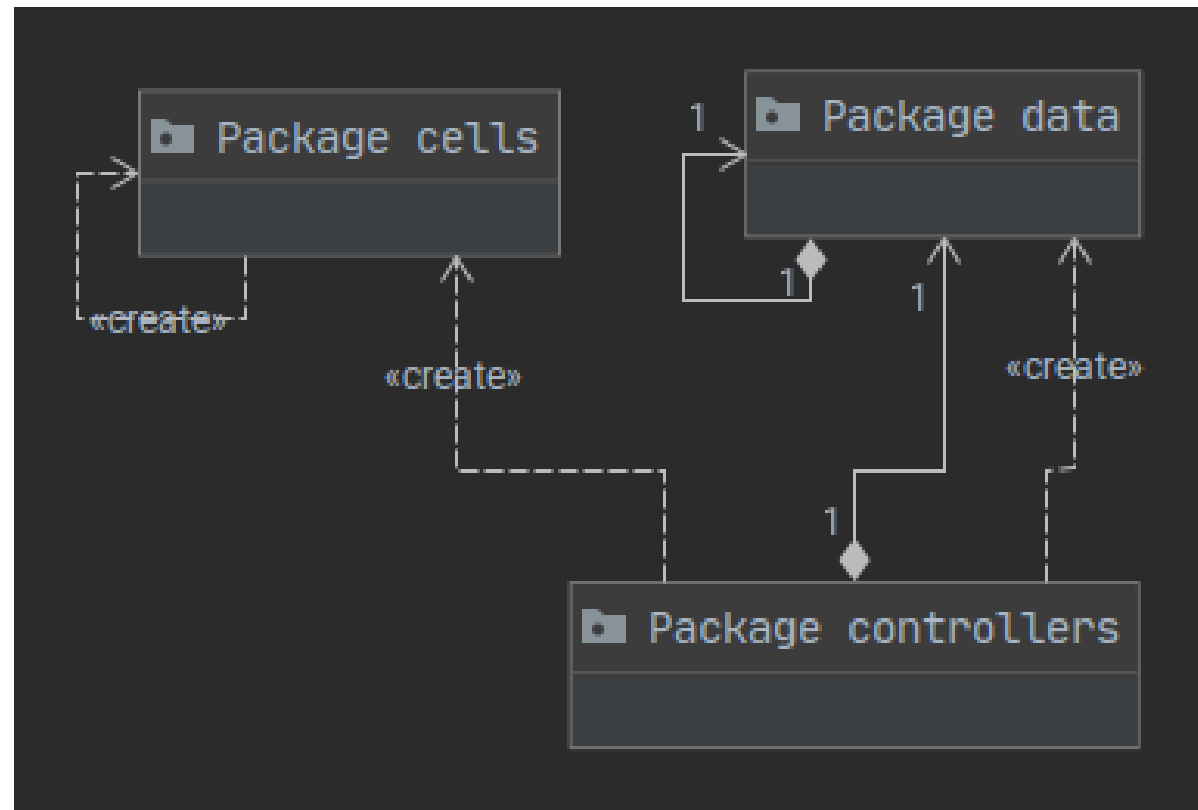 Package cells
1
Package data
1
1
«create»
«create»
«create»
1
Package controllers